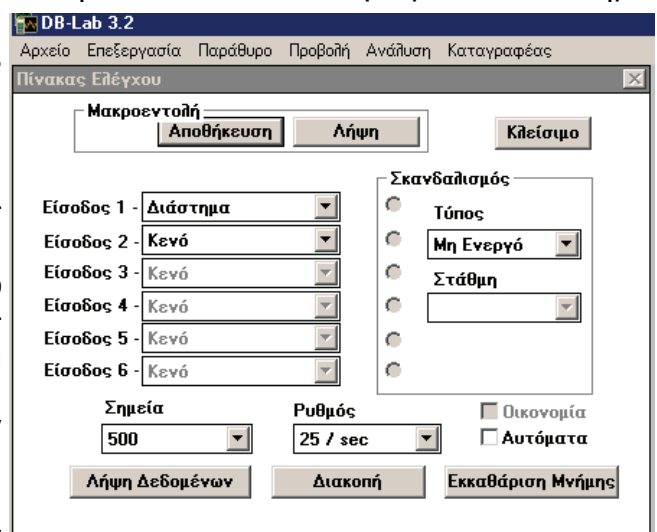 DB-Lab 3.2
Αρχείο Επεξεργασία Παράθυρο Προβολή Ανάλυση Καταγραφέας
Πίνακας Ελέγχου
Μακροεντολή
Αποθήκευση Λήψη Κλείσιμο
Σκανδαλισμός
Είσοδος 1 - Διάστημα
Τύπος
Είσοδος 2 - Κενό
Μη Ενεργό
Είσοδος 3 - Κενό
Στάθμη
Είσοδος 4 - Κενό
Είσοδος 5 - Κενό
Είσοδος 6 - Κενό
Σημεία Ρυθμός Οικονομία
500 25 / sec Αυτόματα
Λήψη Δεδομένων Διακοπή Εκκαθάριση Μνήμης